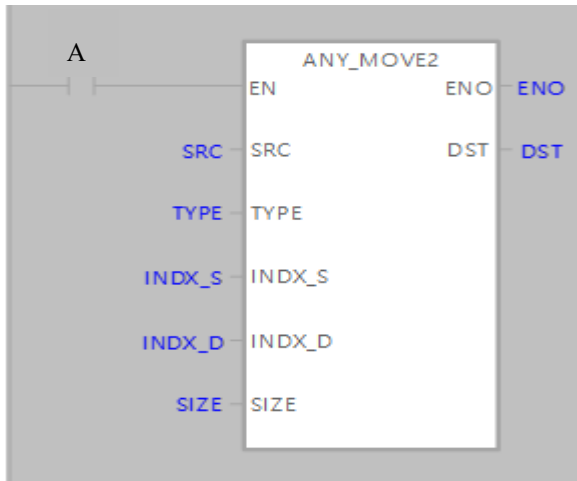 A
ANY_MOVE2
EN ENO ENO
SRC SRC DST DST
TYPE TYPE
INDX_S INDX_S
INDX_D INDX_D
SIZE SIZE